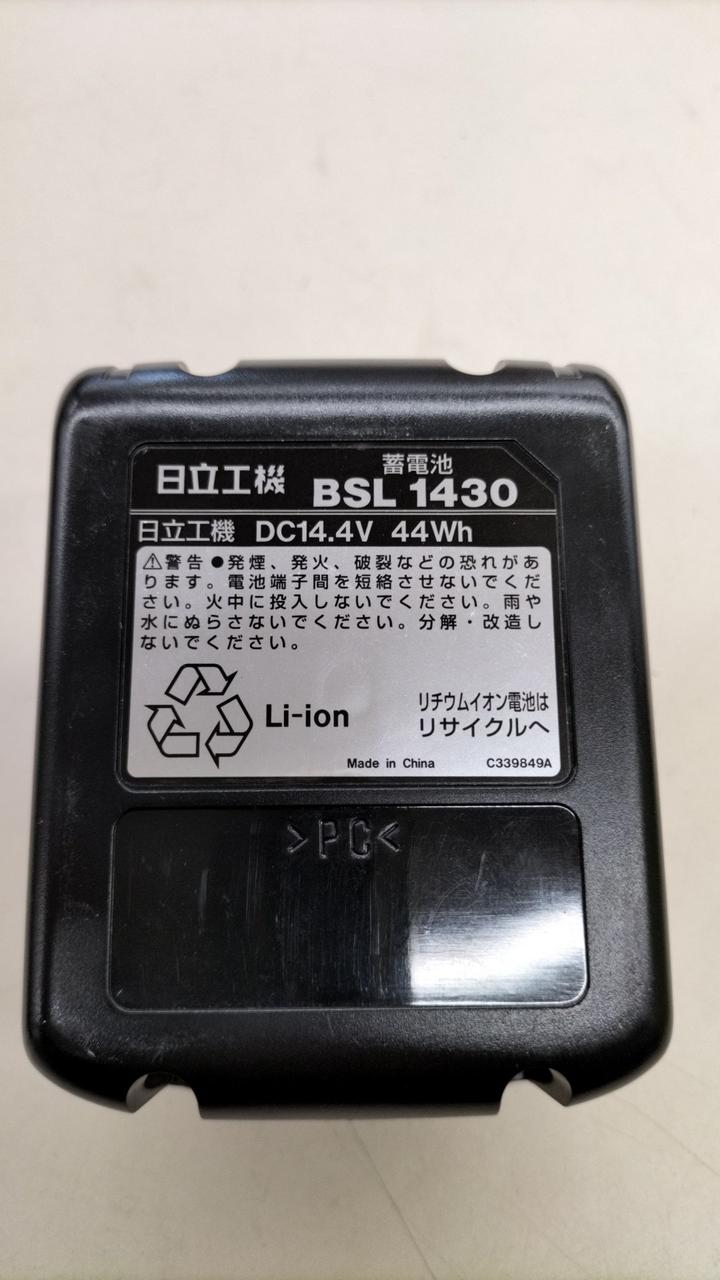 蓄電池
日立工機 BSL 1430
日立工機 DC14.4V 44Wh
⚠警告 ●発煙、発火、破裂などの恐れがあ
ります。電池端子間を短絡させないでくだ
さい。火中に投入しないでください。雨や
水にぬらさないでください。分解・改造し
ないでください。
Li-ion
リチウムイオン電池は
リサイクルへ
Made in China C339849A
>PC<